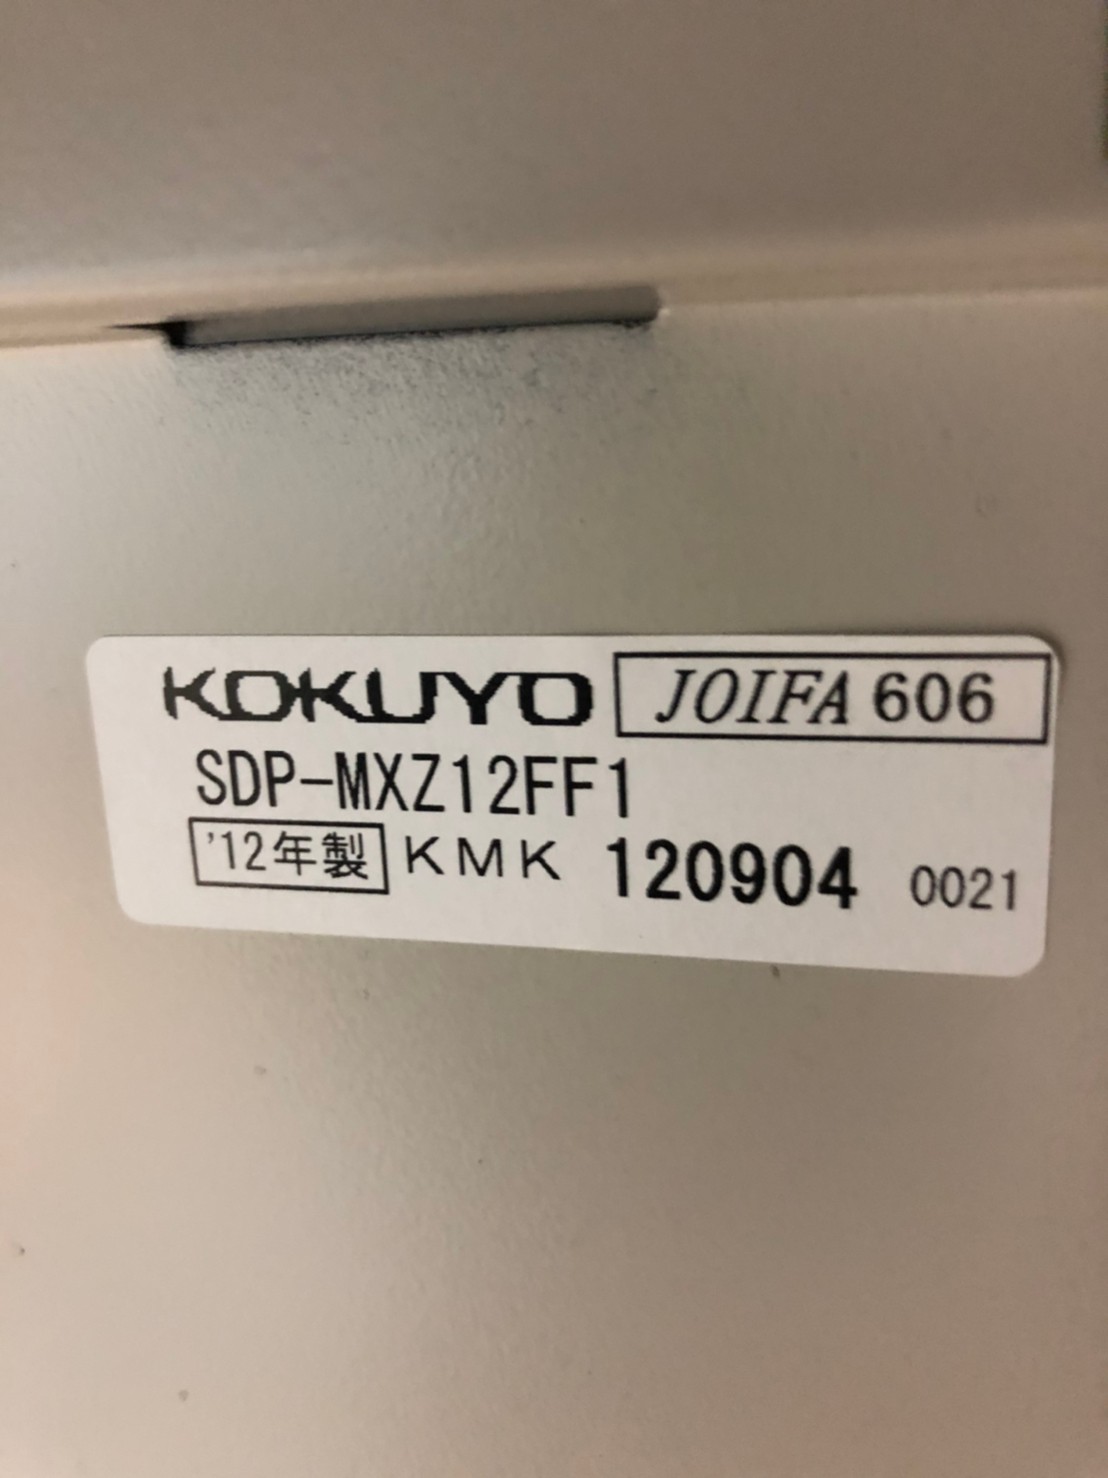 KOKUYO JOIFA 606
SDP-MXZ12FF1
'12年製 KMK 120904 0021